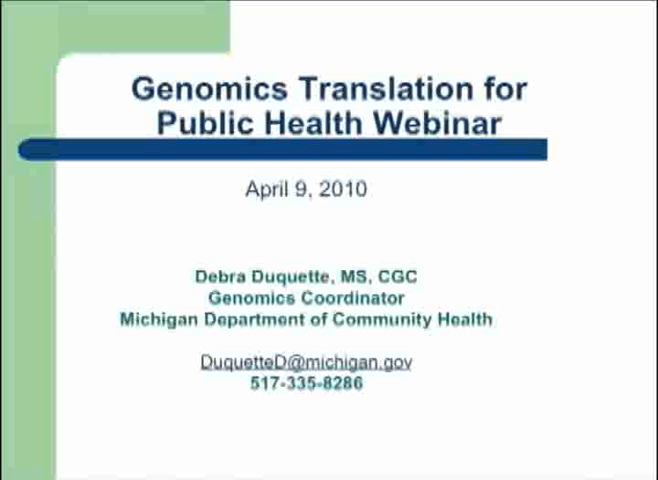 Genomics Translation for
Public Health Webinar
April 9, 2010
Debra Duquette, MS, CGC
Genomics Coordinator
Michigan Department of Community Health
DuquetteD@michigan.gov
517-335-8286